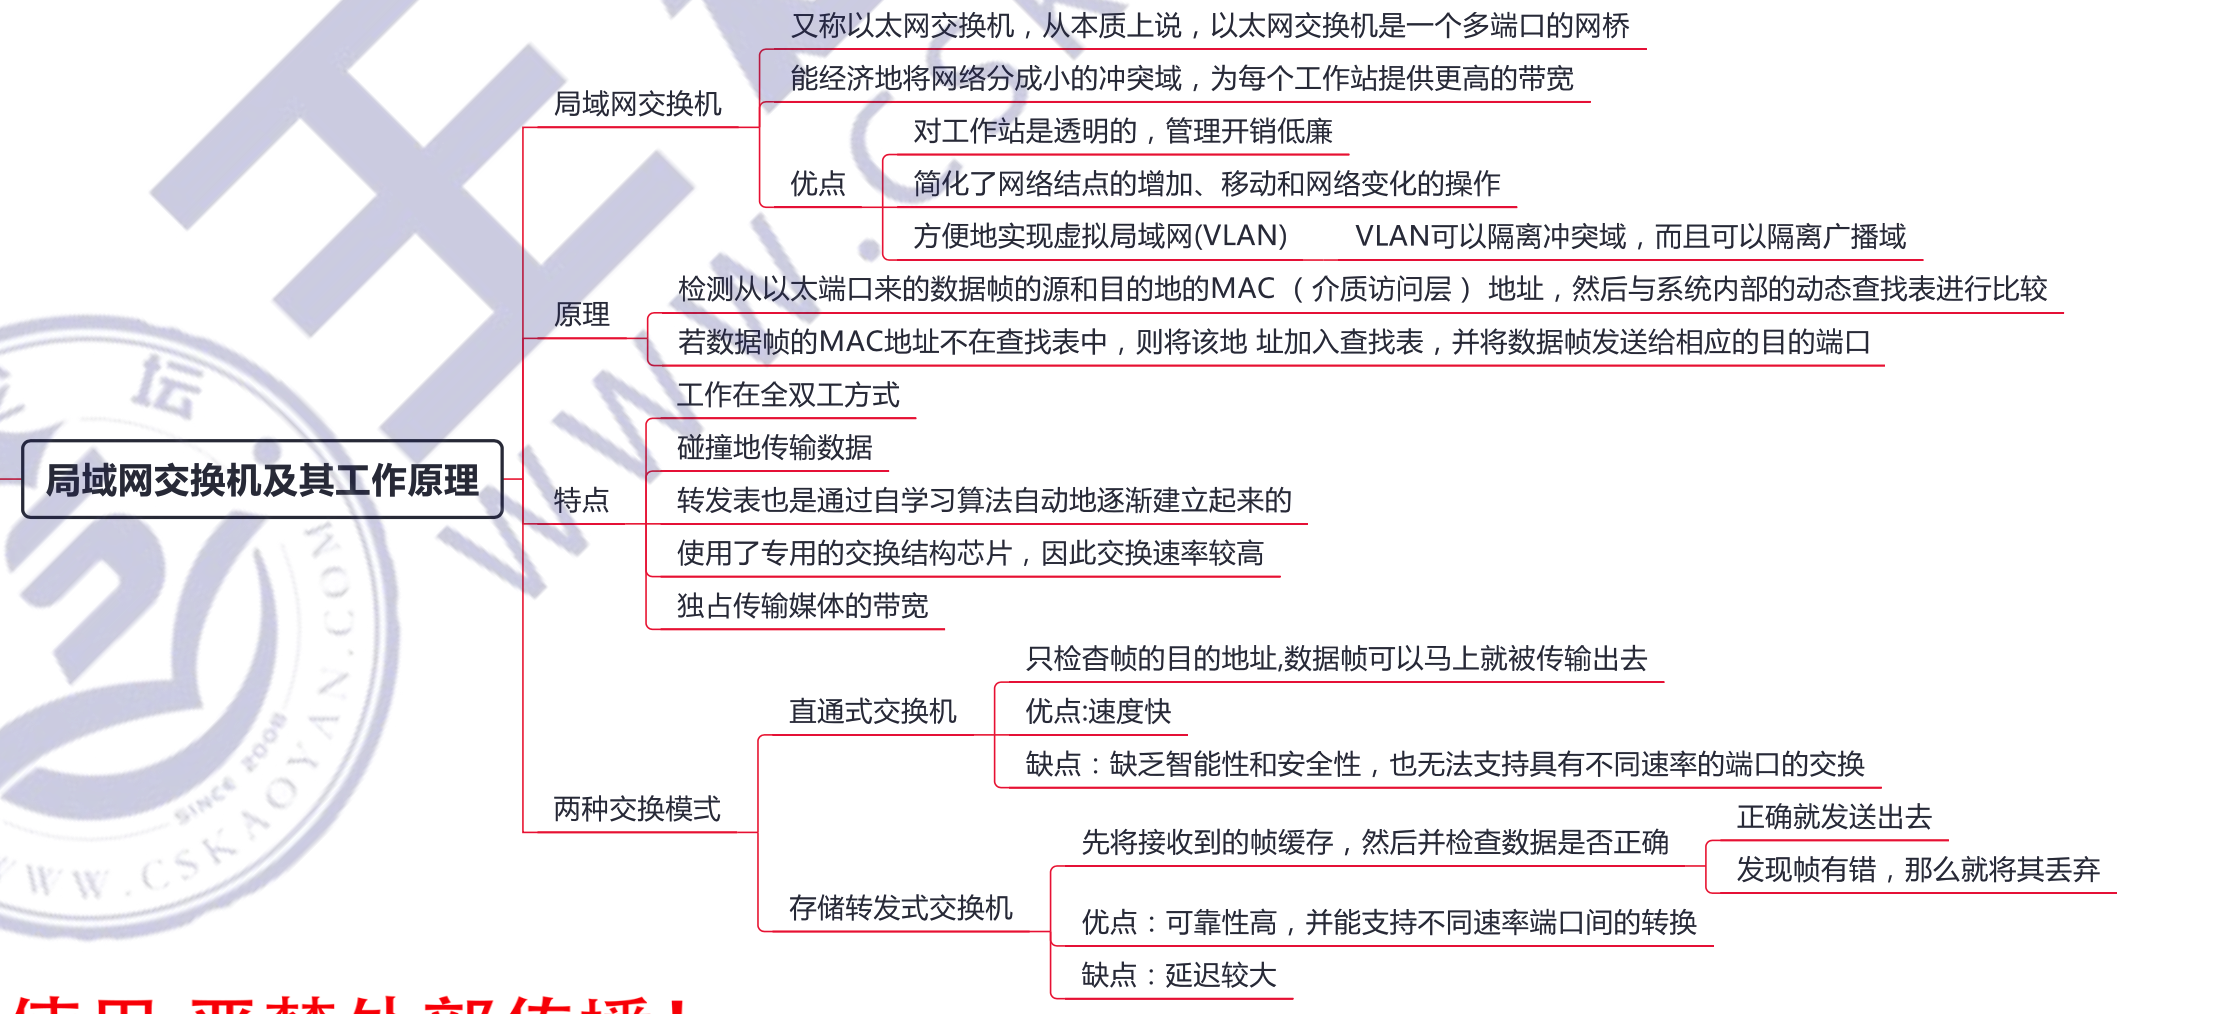 又称以太网交换机，从本质上说，以太网交换机是一个多端口的网桥
能经济地将网络分成小的冲突域，为每个工作站提供更高的带宽
局域网交换机
对工作站是透明的，管理开销低廉
优点
简化了网络结点的增加、移动和网络变化的操作
方便地实现虚拟局域网(VLAN)
VLAN可以隔离冲突域，而且可以隔离广播域
原理
检测从以太端口来的数据帧的源和目的地的MAC（介质访问层）地址，然后与系统内部的动态查找表进行比较
若数据帧的MAC地址不在查找表中，则将该地 址加入查找表，并将数据帧发送给相应的目的端口
局域网交换机及其工作原理
特点
工作在全双工方式
碰撞地传输数据
转发表也是通过自学习算法自动地逐渐建立起来的
使用了专用的交换结构芯片，因此交换速率较高
独占传输媒体的带宽
两种交换模式
直通式交换机
只检杳帧的目的地址,数据帧可以马上就被传输出去
优点:速度快
缺点：缺乏智能性和安全性，也无法支持具有不同速率的端口的交换
存储转发式交换机
先将接收到的帧缓存，然后并检查数据是否正确
正确就发送出去
发现帧有错，那么就将其丢弃
优点：可靠性高，并能支持不同速率端口间的转换
缺点：延迟较大
坛
WWW.CSK
SINCE 2008
WWW.CSKAOYAN.COM
使用 严禁外部传播!